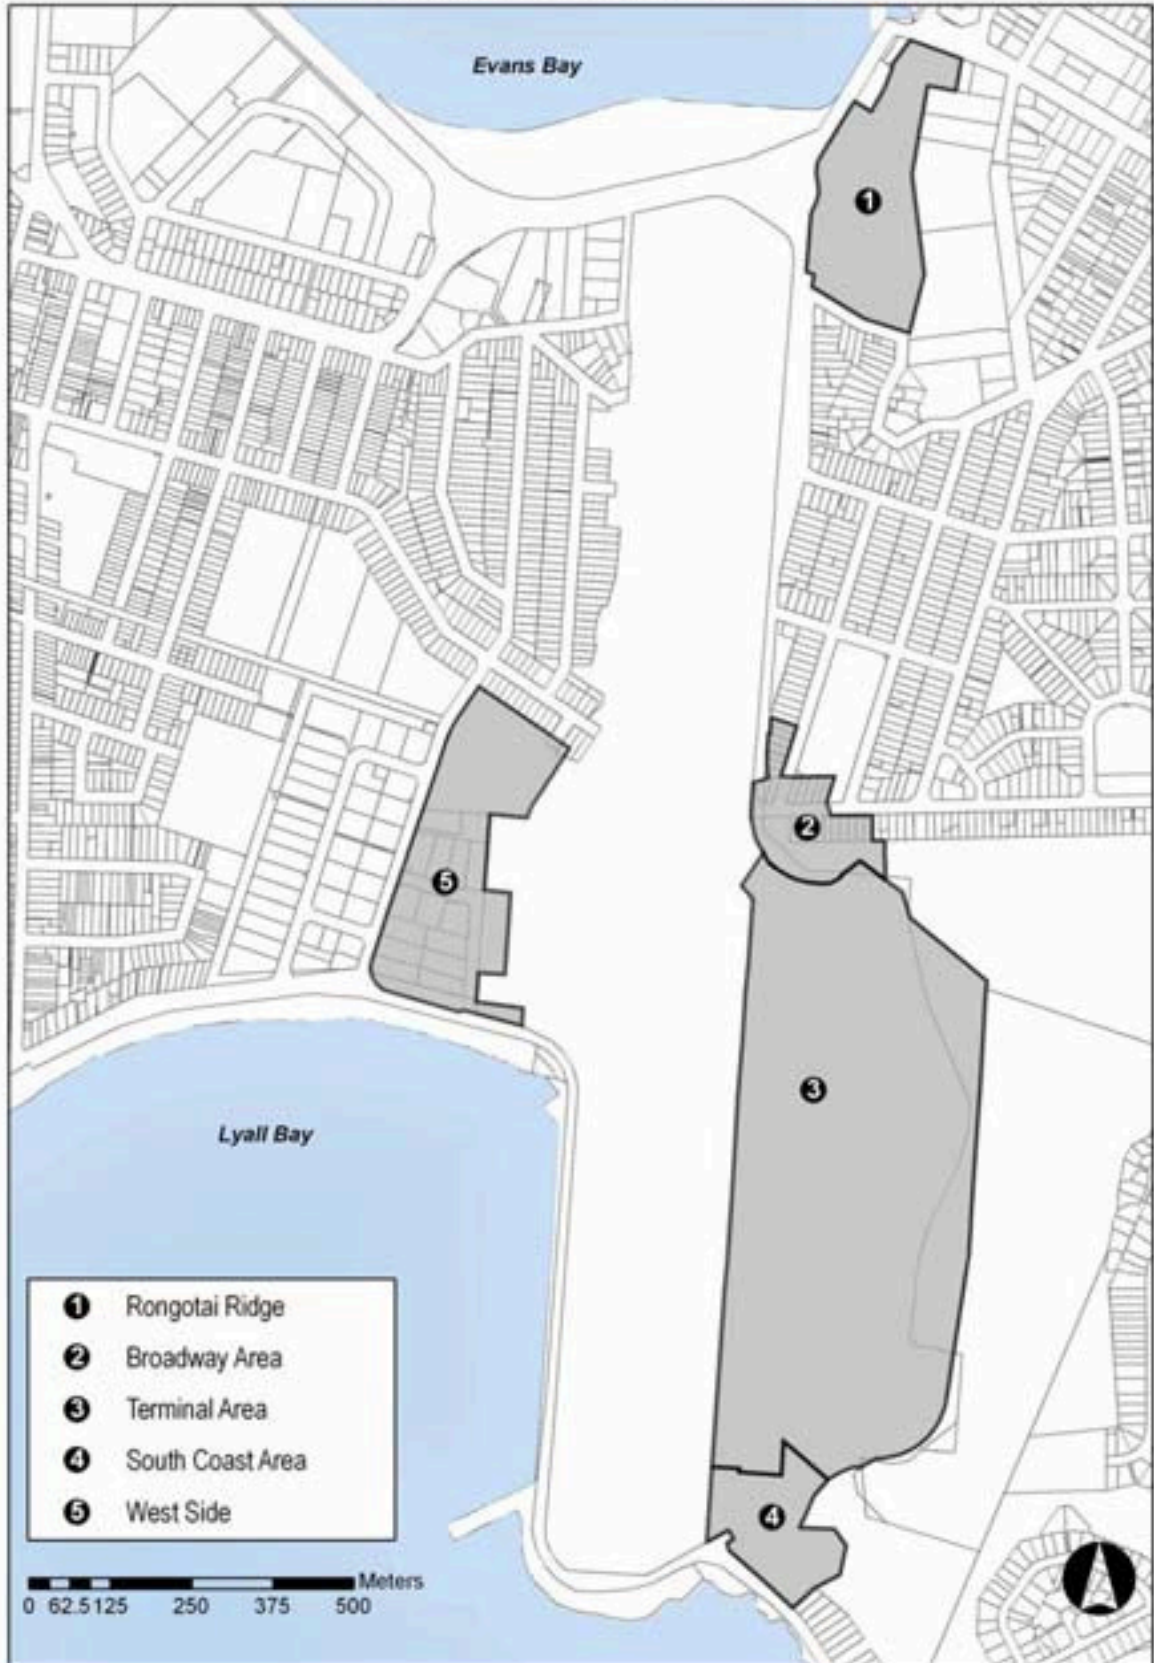 Evans Bay
1
2
5
3
Lyall Bay
1 Rongotai Ridge
2 Broadway Area
3 Terminal Area
4 South Coast Area
5 West Side
4
Meters
0 62.5 125 250 375 500